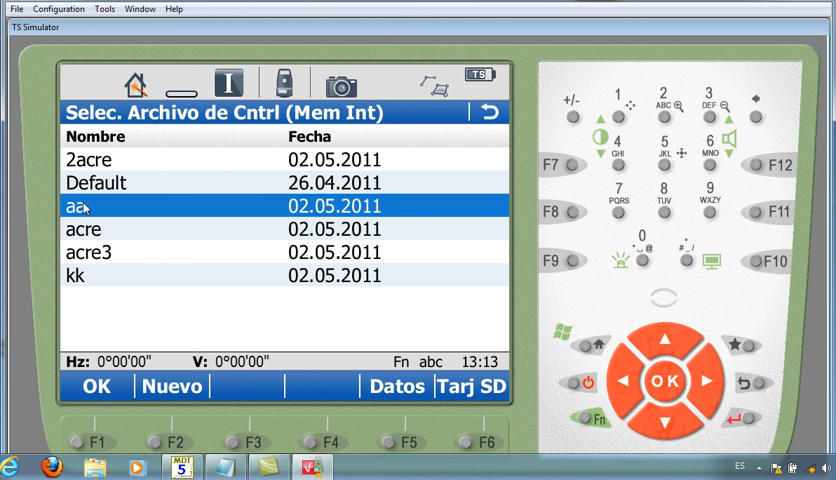 File Configuration Tools Window Help
TS Simulator
I
TS
Selec. Archivo de Cntrl (Mem Int)
Nombre Fecha
2acre 02.05.2011
Default 26.04.2011
aa 02.05.2011
acre 02.05.2011
acre3 02.05.2011
kk 02.05.2011
Hz: 0°00'00" V: 0°00'00" Fn abc 13:13
OK Nuevo Datos Tarj SD
F1 F2 F3 F4 F5 F6
+/- 1 2 3
ABC DEF
F7 4 5 6 F12
GHI JKL MNO
7 8 9
F8 PQRS TUV WXYZ F11
0 .
* ⎵ @ # _ /
F9 F10
OK
Fn
MDT
5
ES